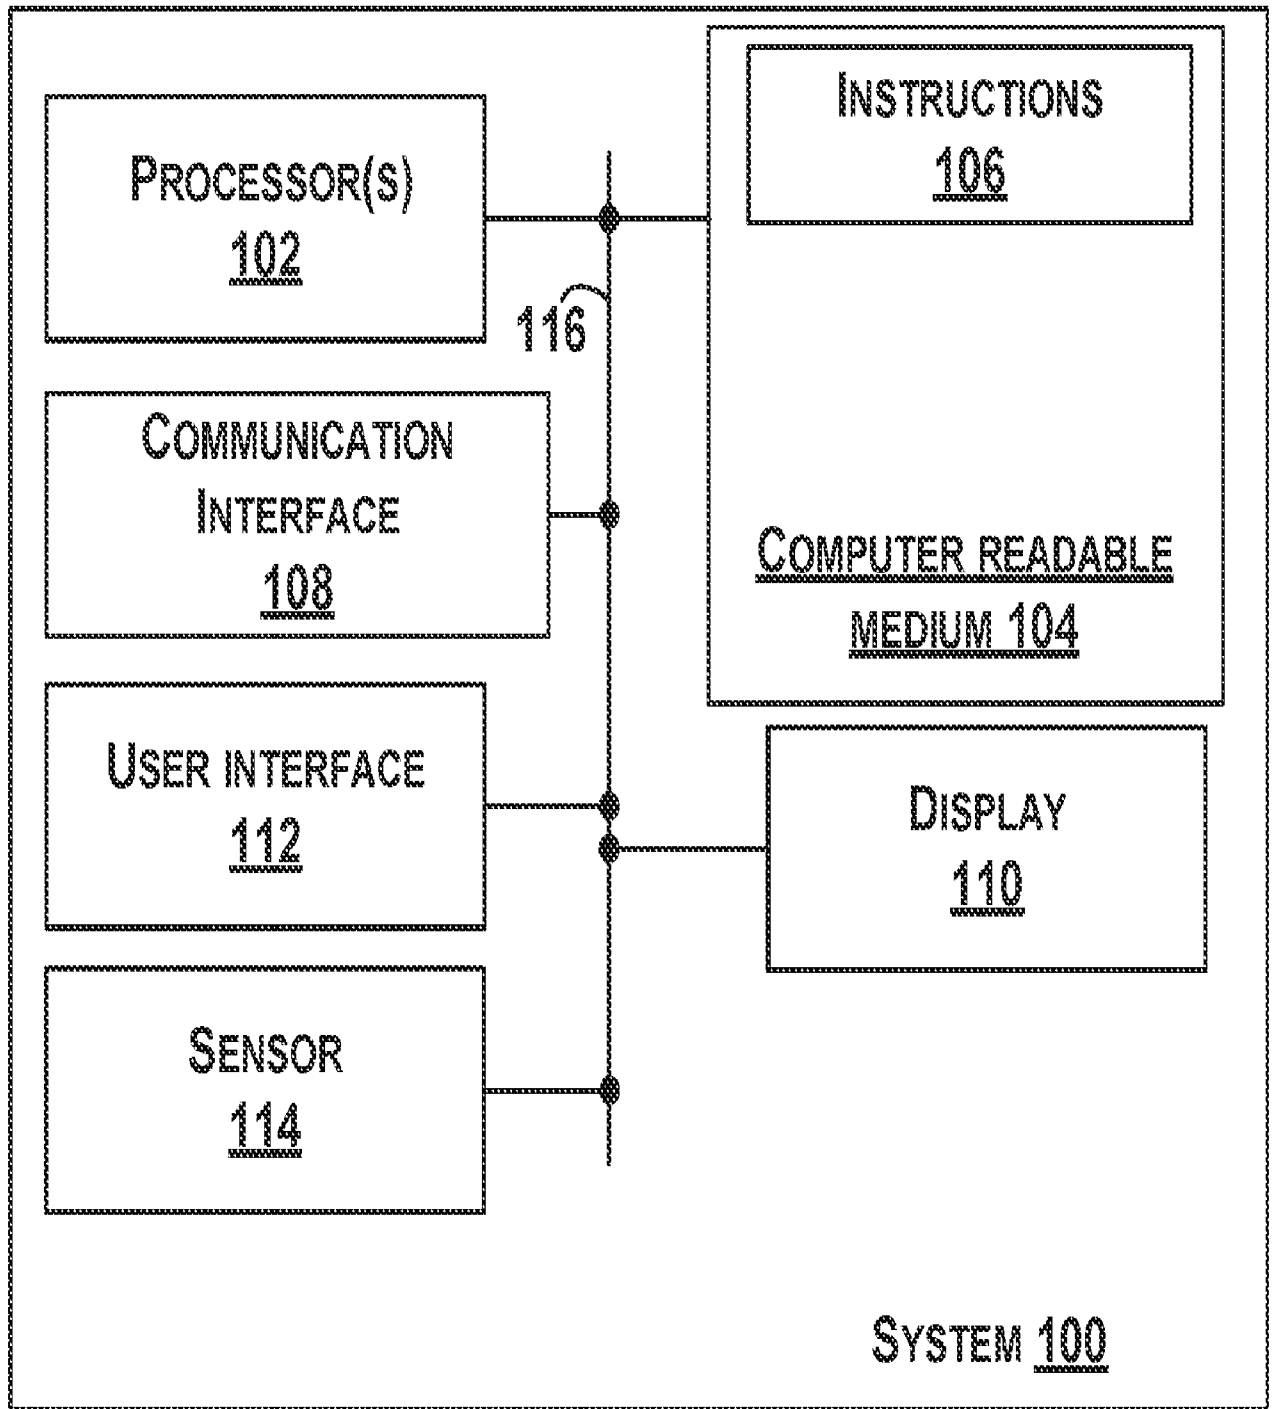 PROCESSOR(S)
102
INSTRUCTIONS
106
116
COMMUNICATION
INTERFACE
108
COMPUTER READABLE
MEDIUM 104
USER INTERFACE
112
DISPLAY
110
SENSOR
114
SYSTEM 100